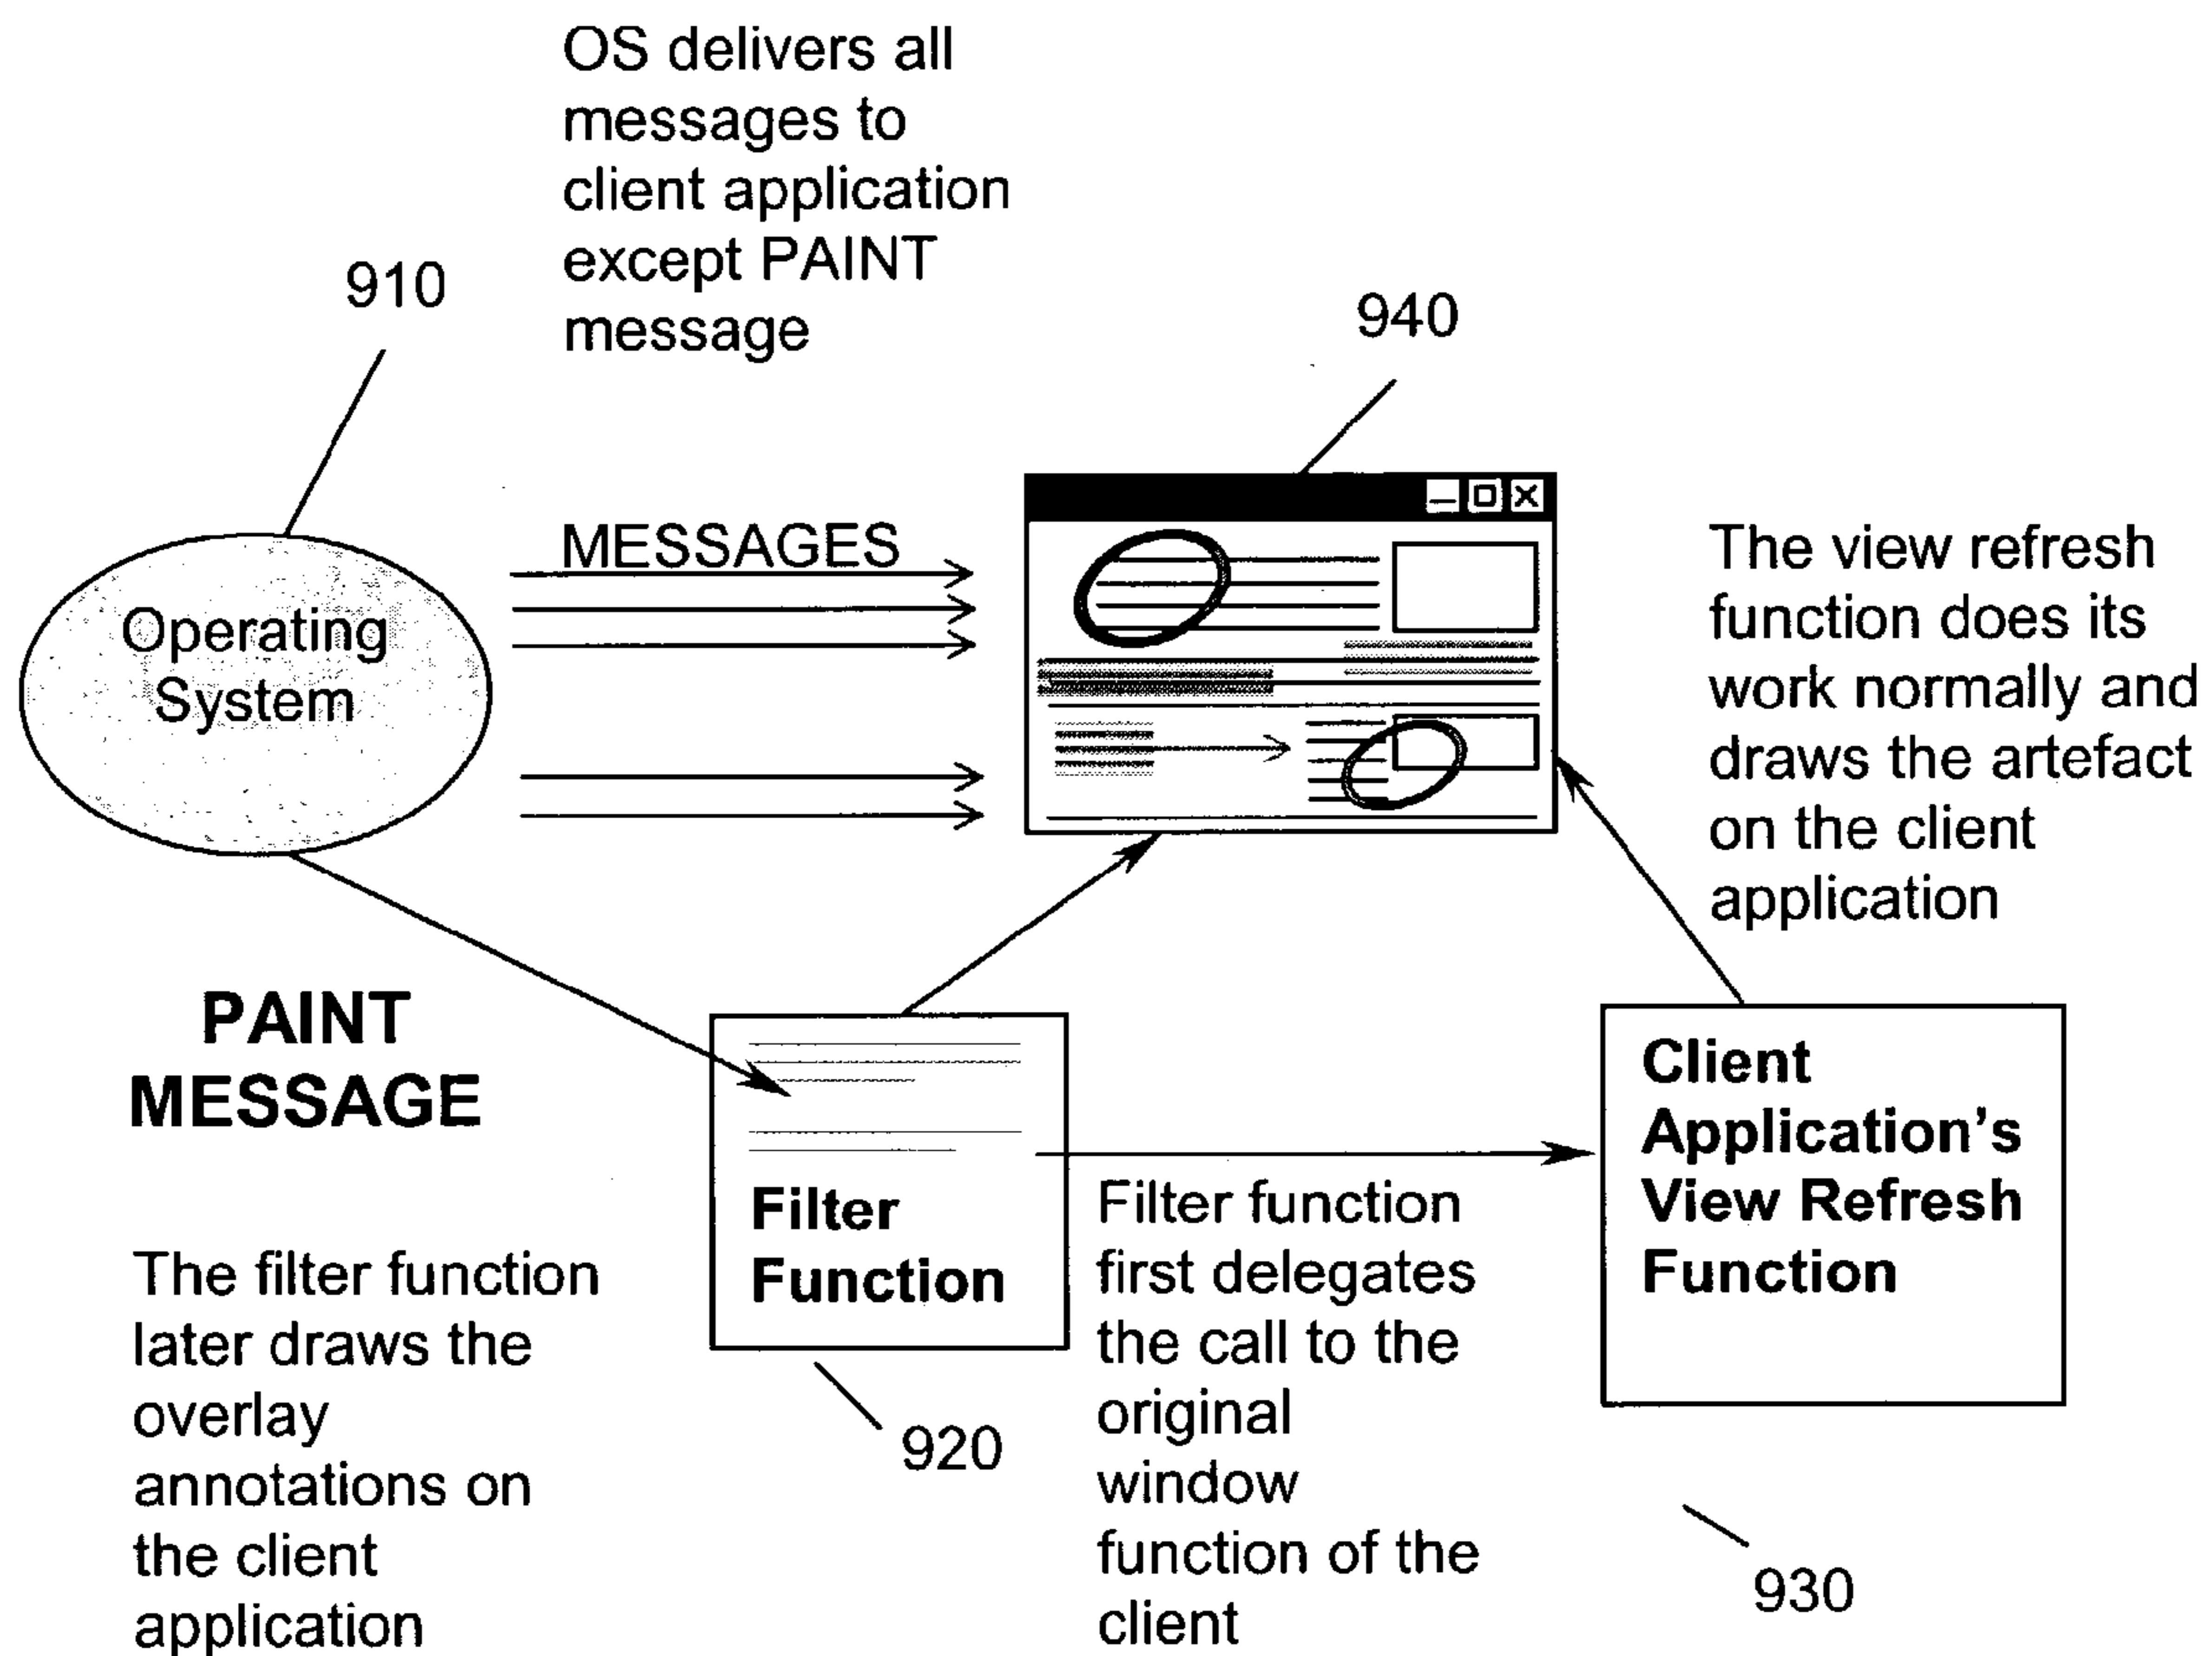 OS delivers all
messages to
client application
except PAINT
message
910
940
MESSAGES
Operating
System
The view refresh
function does its
work normally and
draws the artefact
on the client
application
PAINT
MESSAGE
Filter
Function
Client
Application's
View Refresh
Function
The filter function
later draws the
overlay
annotations on
the client
application
920
Filter function
first delegates
the call to the
original
window
function of the
client
930